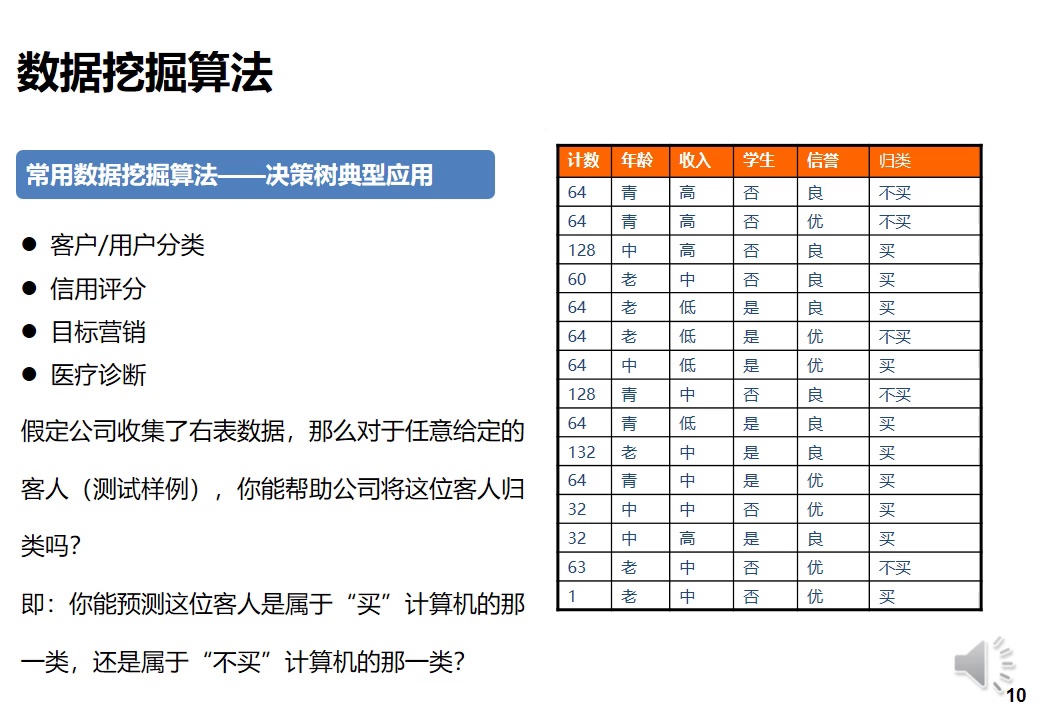 数据挖掘算法
常用数据挖掘算法——决策树典型应用
● 客户/用户分类
● 信用评分
● 目标营销
● 医疗诊断
假定公司收集了右表数据，那么对于任意给定的
客人（测试样例），你能帮助公司将这位客人归
类吗？
即：你能预测这位客人是属于“买”计算机的那
一类，还是属于“不买”计算机的那一类？
计数 年龄 收入 学生 信誉 归类
64 青 高 否 良 不买
64 青 高 否 优 不买
128 中 高 否 良 买
60 老 中 否 良 买
64 老 低 是 良 买
64 老 低 是 优 不买
64 中 低 是 优 买
128 青 中 否 良 不买
64 青 低 是 良 买
132 老 中 是 良 买
64 青 中 是 优 买
32 中 中 否 优 买
32 中 高 是 良 买
63 老 中 否 优 不买
1 老 中 否 优 买
10